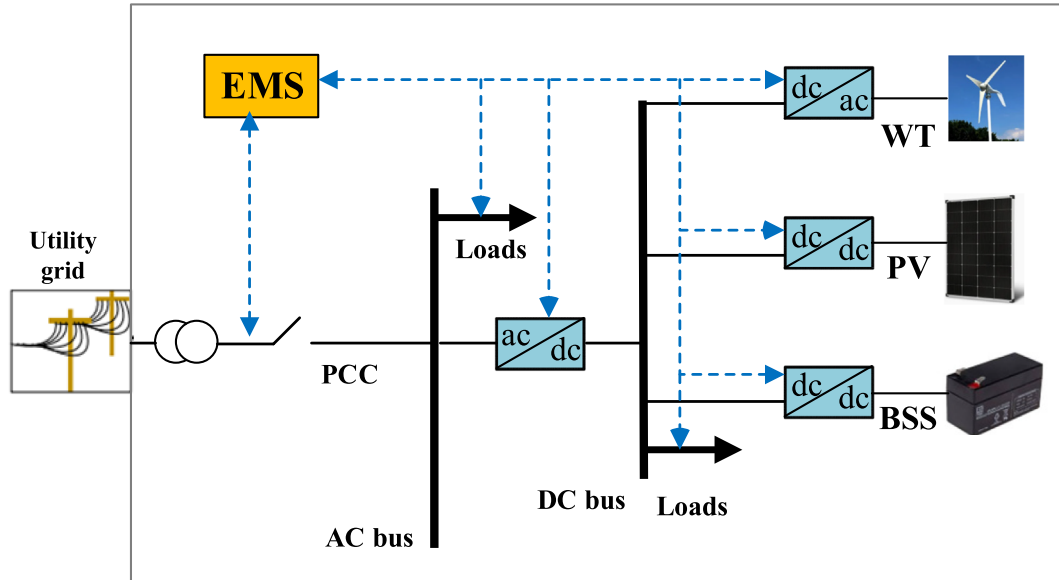 EMS
dc
ac
WT
Utility
grid
Loads
dc
dc
PV
ac
dc
PCC
dc
dc
BSS
DC bus
Loads
AC bus